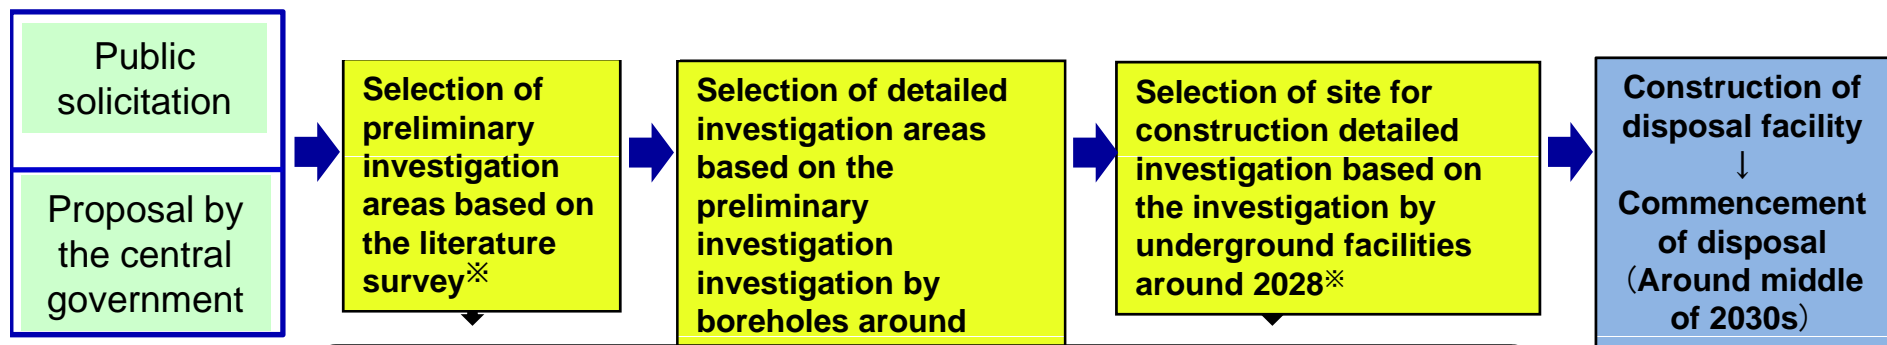 Public
solicitation
Proposal by
the central
government
Selection of
preliminary
investigation
areas based on
the literature
survey※
Selection of detailed
investigation areas
based on the
preliminary
investigation
investigation by
boreholes around
Selection of site for
construction detailed
investigation based on
the investigation by
underground facilities
around 2028※
Construction of
disposal facility
↓
Commencement
of disposal
（Around middle
of 2030s）